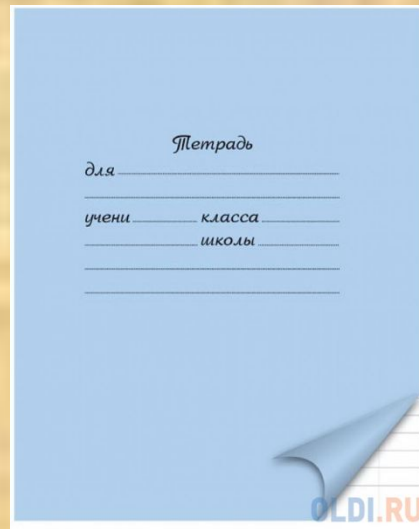 Тетрадь
для
учени класса
школы
OLDI.RU